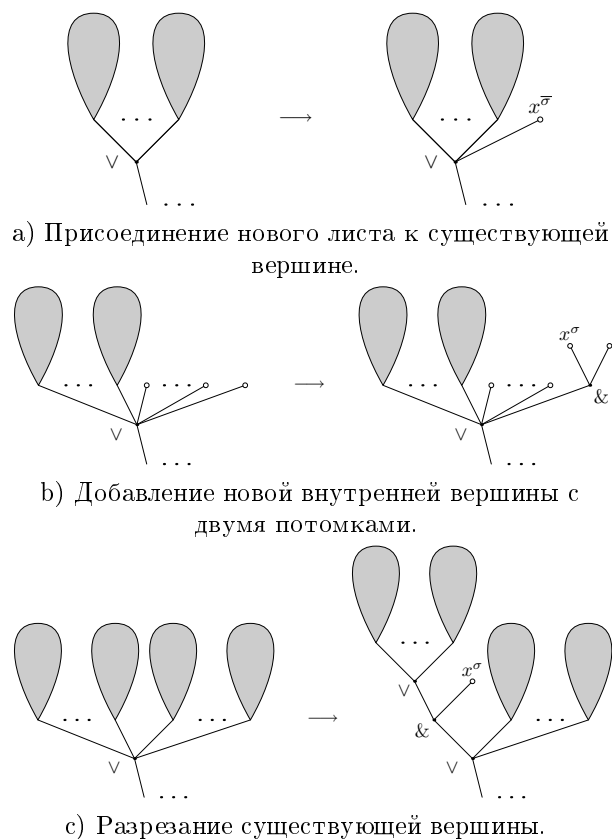 . . . ⟶ . . . x^σ̅
∨ ∨
. . . . . .
a) Присоединение нового листа к существующей
вершине.
. . . . . . ⟶ . . . . . . x^σ
&
∨ ∨
. . . . . .
b) Добавление новой внутренней вершины с
двумя потомками.
. . .
x^σ
∨
. . . . . . ⟶ & . . .
∨ ∨
. . . . . .
c) Разрезание существующей вершины.